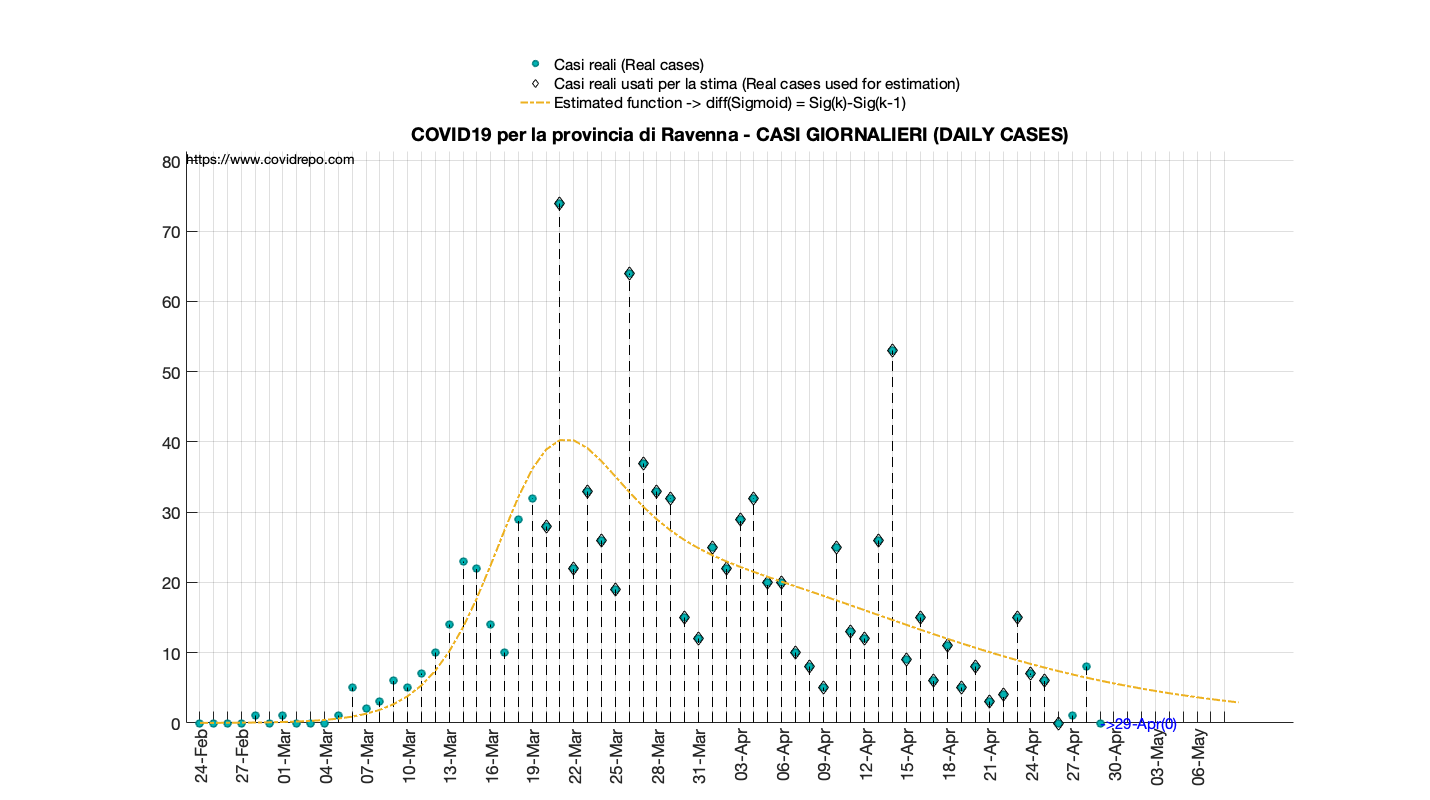 Casi reali (Real cases)
Casi reali usati per la stima (Real cases used for estimation)
Estimated function -> diff(Sigmoid) = Sig(k)-Sig(k-1)
COVID19 per la provincia di Ravenna - CASI GIORNALIERI (DAILY CASES)
https://www.covidrepo.com
80
70
60
50
40
30
20
10
0
->29-Apr(0)
24-Feb
27-Feb
01-Mar
04-Mar
07-Mar
10-Mar
13-Mar
16-Mar
19-Mar
22-Mar
25-Mar
28-Mar
31-Mar
03-Apr
06-Apr
09-Apr
12-Apr
15-Apr
18-Apr
21-Apr
24-Apr
27-Apr
30-Apr
03-May
06-May